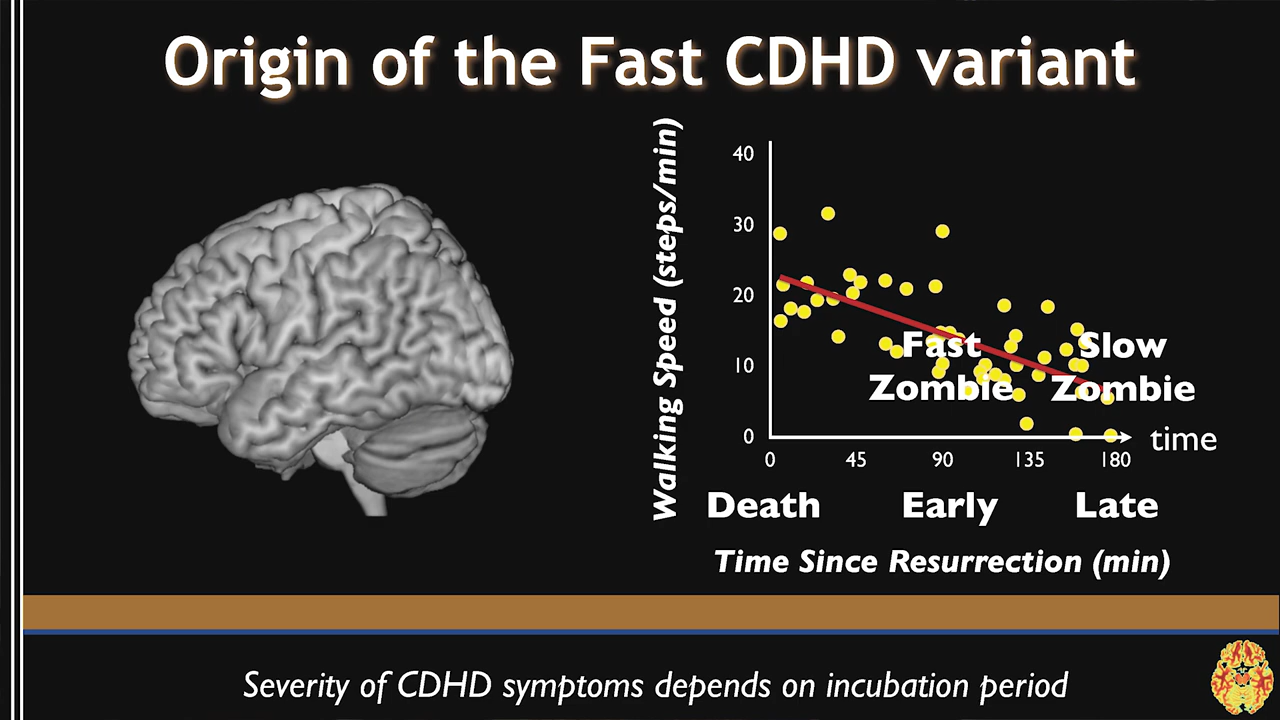 Origin of the Fast CDHD variant
Walking Speed (steps/min)
40
30
20
10
0
Fast
Zombie
Slow
Zombie
time
0 45 90 135 180
Death Early Late
Time Since Resurrection (min)
Severity of CDHD symptoms depends on incubation period